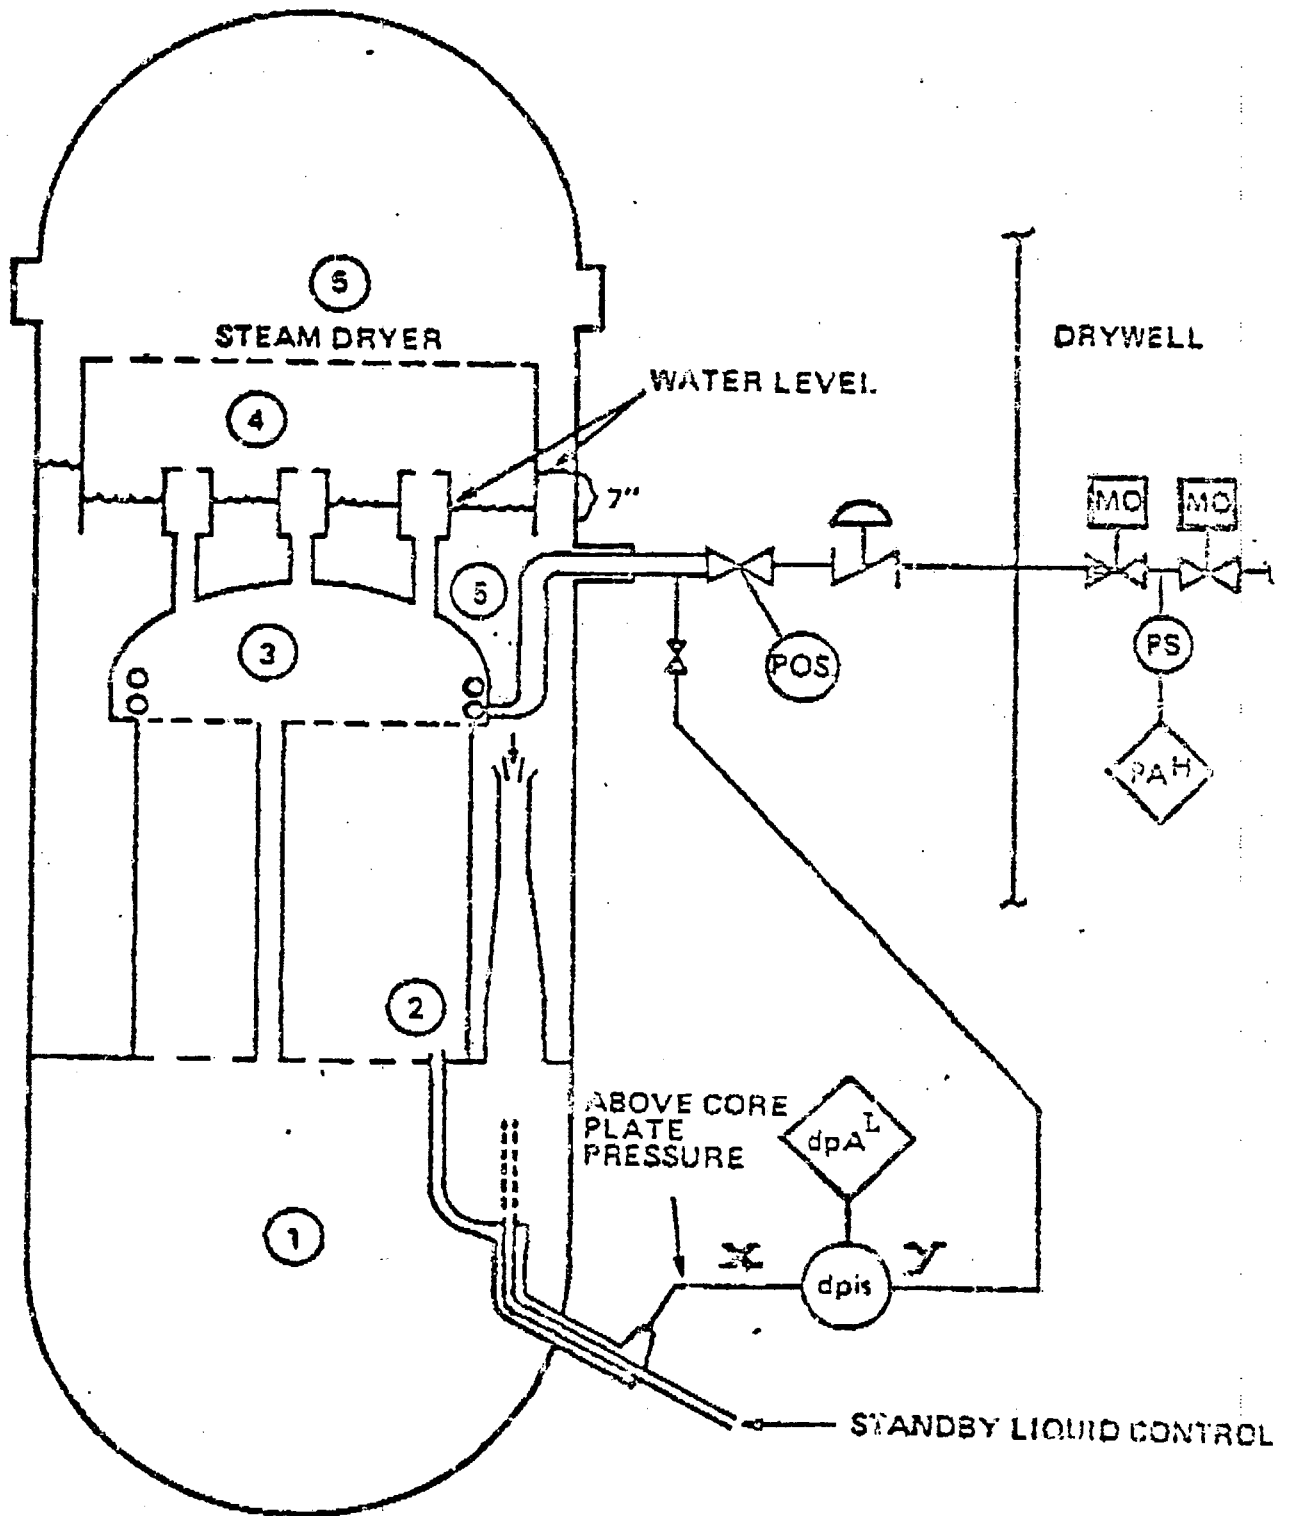 6
STEAM DRYER
DRYWELL
WATER LEVEL
4
7"
MO
MO
5
3
POS
PS
PA H
2
ABOVE CORE
PLATE
PRESSURE
dpA L
1
X
dpis
Y
STANDBY LIQUID CONTROL